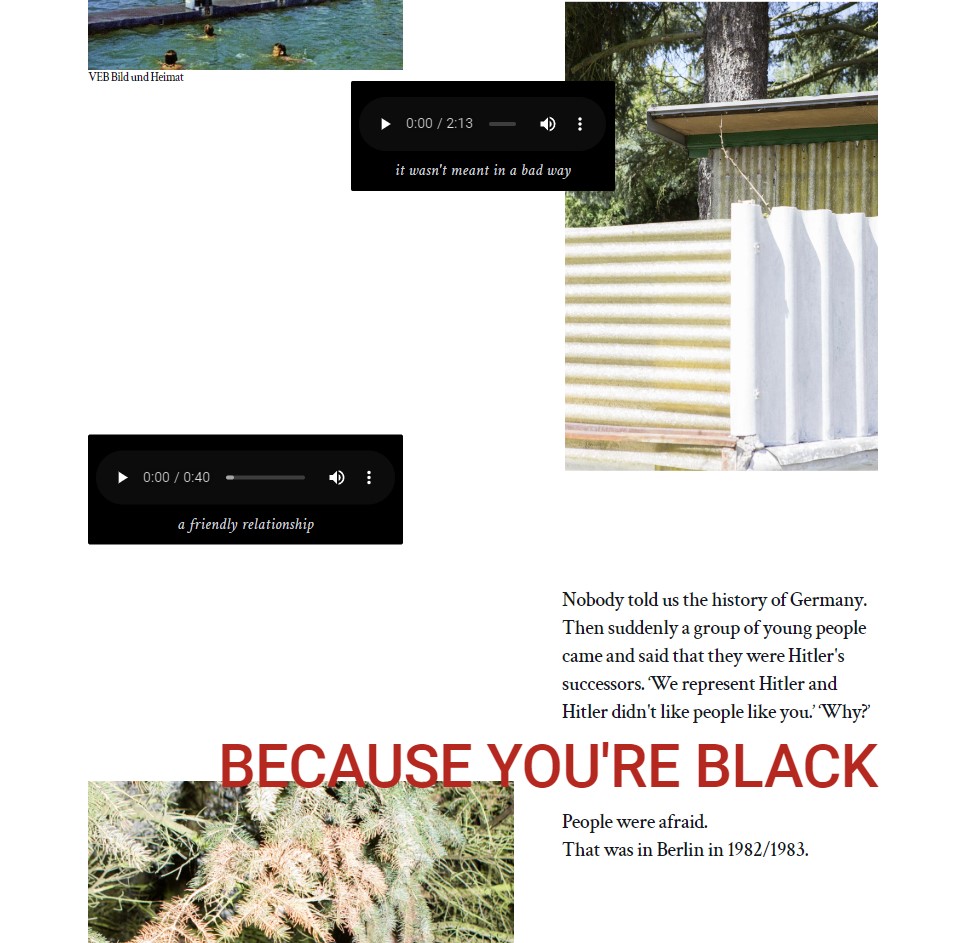 VEB Bild und Heimat
0:00 / 2:13
it wasn't meant in a bad way
0:00 / 0:40
a friendly relationship
Nobody told us the history of Germany.
Then suddenly a group of young people
came and said that they were Hitler's
successors. ‘We represent Hitler and
Hitler didn't like people like you.’ ‘Why?’
BECAUSE YOU'RE BLACK
People were afraid.
That was in Berlin in 1982/1983.